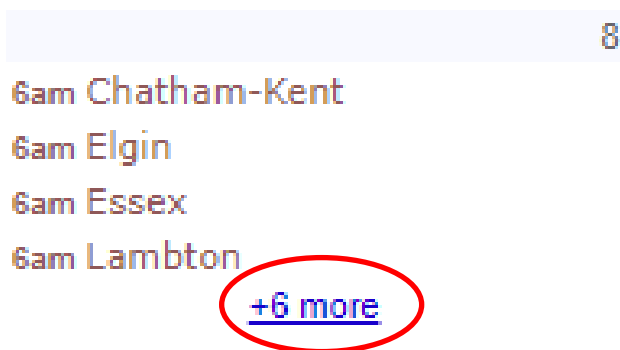 8
6am Chatham-Kent
6am Elgin
6am Essex
6am Lambton
+6 more